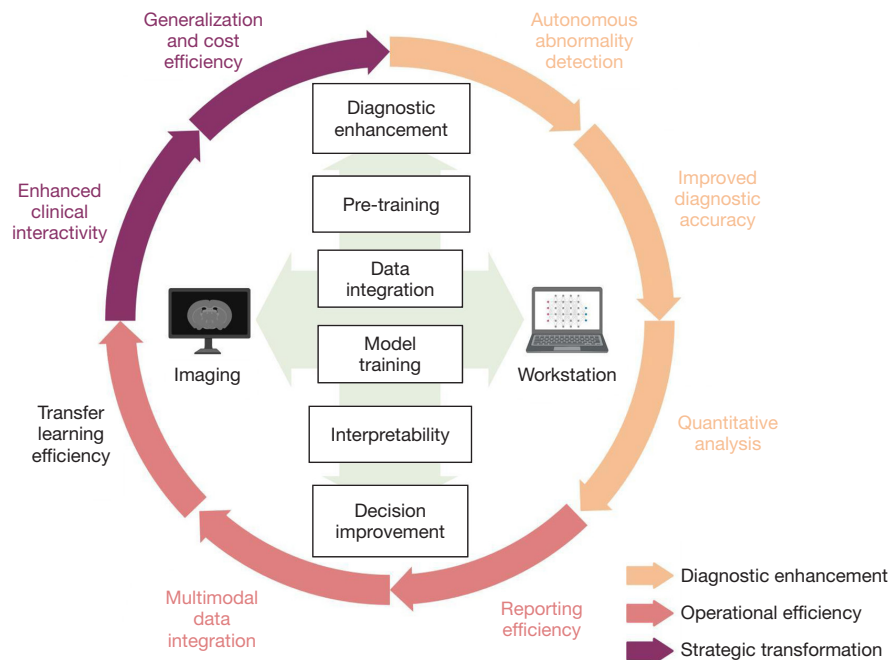 Generalization
and cost
efficiency
Autonomous
abnormality
detection
Diagnostic
enhancement
Enhanced
clinical
interactivity
Pre-training
Improved
diagnostic
accuracy
Data
integration
Imaging
Model
training
Workstation
Transfer
learning
efficiency
Interpretability
Quantitative
analysis
Decision
improvement
Multimodal
data
integration
Reporting
efficiency
Diagnostic enhancement
Operational efficiency
Strategic transformation